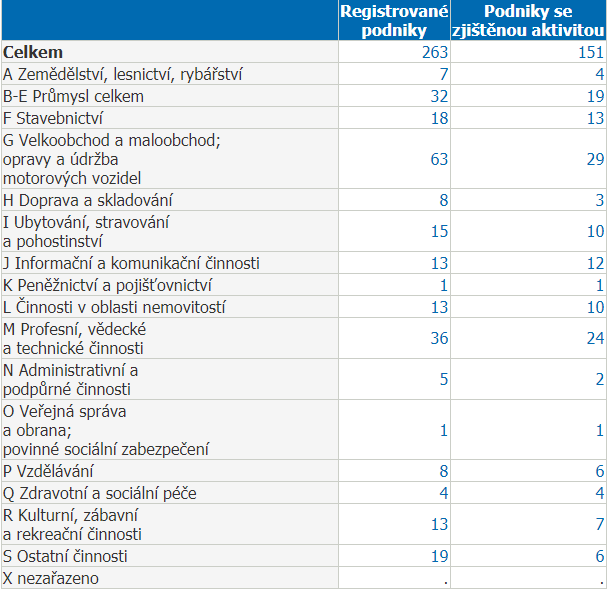 Registrované podniky Podniky se zjištěnou aktivitou
Celkem 263 151
A Zemědělství, lesnictví, rybářství 7 4
B-E Průmysl celkem 32 19
F Stavebnictví 18 13
G Velkoobchod a maloobchod;
opravy a údržba
motorových vozidel 63 29
H Doprava a skladování 8 3
I Ubytování, stravování
a pohostinství 15 10
J Informační a komunikační činnosti 13 12
K Peněžnictví a pojišťovnictví 1 1
L Činnosti v oblasti nemovitostí 13 10
M Profesní, vědecké
a technické činnosti 36 24
N Administrativní a
podpůrné činnosti 5 2
O Veřejná správa
a obrana;
povinné sociální zabezpečení 1 1
P Vzdělávání 8 6
Q Zdravotní a sociální péče 4 4
R Kulturní, zábavní
a rekreační činnosti 13 7
S Ostatní činnosti 19 6
X nezařazeno . .